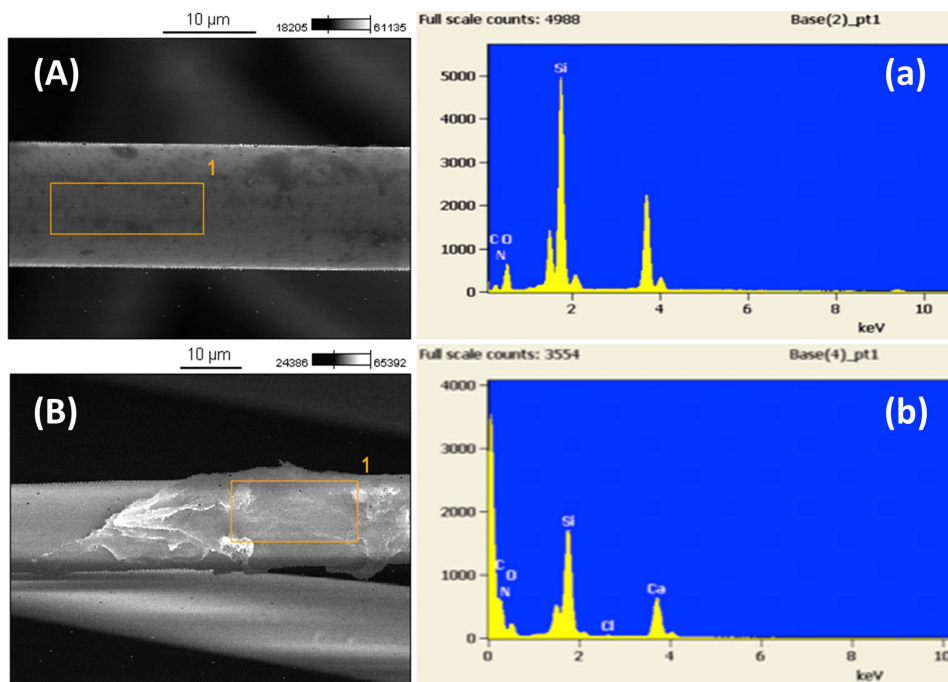 10 µm
18205 61135
(A)
1
Full scale counts: 4988 Base(2)_pt1
(a)
5000
4000
3000
2000
1000
0
Si
C O
N
2 4 6 8 10
keV
10 µm
24386 65392
(B)
1
Full scale counts: 3554 Base(4)_pt1
(b)
4000
3000
2000
1000
0
Si
C
O
N
Cl
Ca
0 2 4 6 8 10
keV